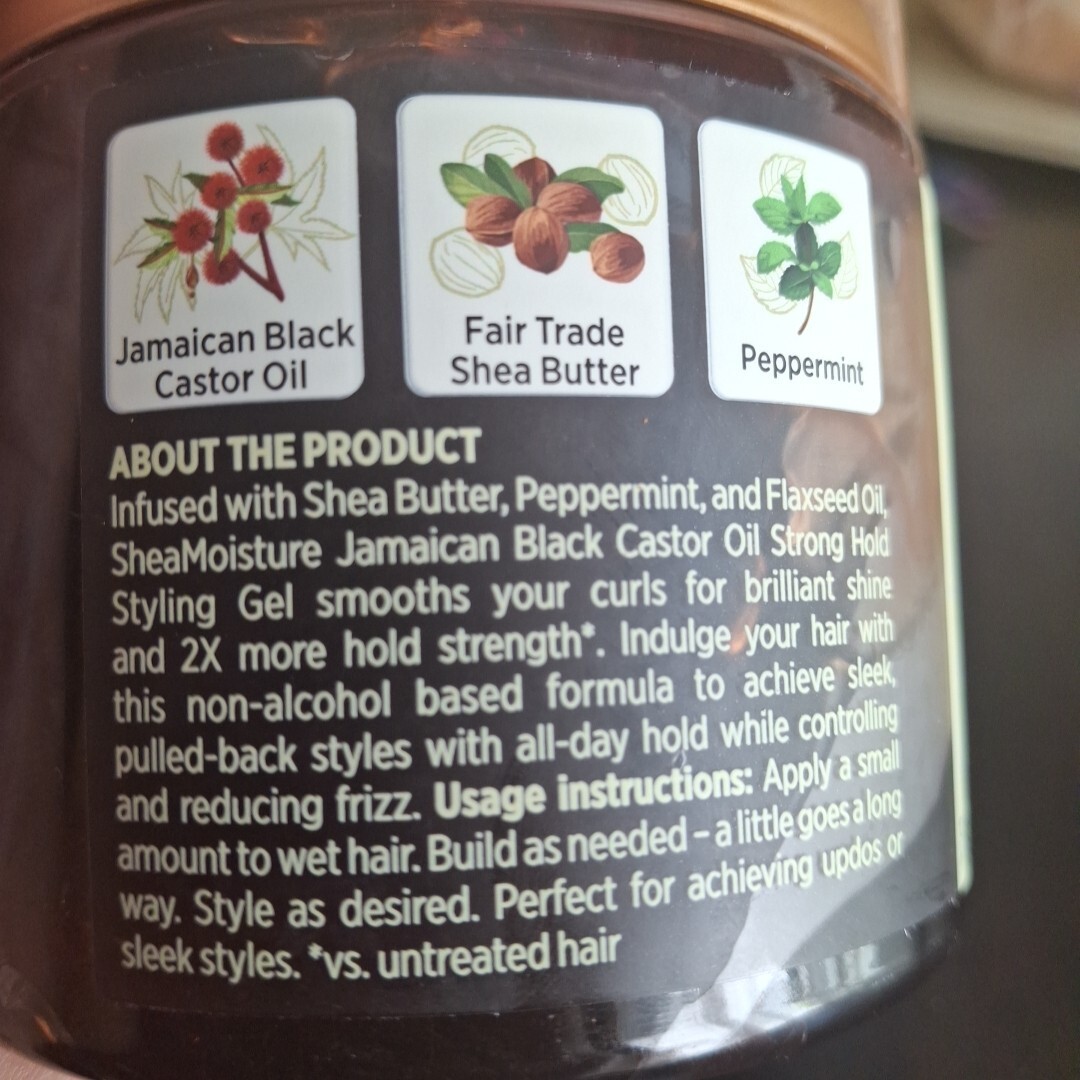 Jamaican Black
Castor Oil
Fair Trade
Shea Butter
Peppermint
ABOUT THE PRODUCT
Infused with Shea Butter, Peppermint, and Flaxseed Oil,
SheaMoisture Jamaican Black Castor Oil Strong Hold
Styling Gel smooths your curls for brilliant shine
and 2X more hold strength*. Indulge your hair with
this non-alcohol based formula to achieve sleek,
pulled-back styles with all-day hold while controlling
and reducing frizz. Usage instructions: Apply a small
amount to wet hair. Build as needed – a little goes a long
way. Style as desired. Perfect for achieving updos or
sleek styles. *vs. untreated hair